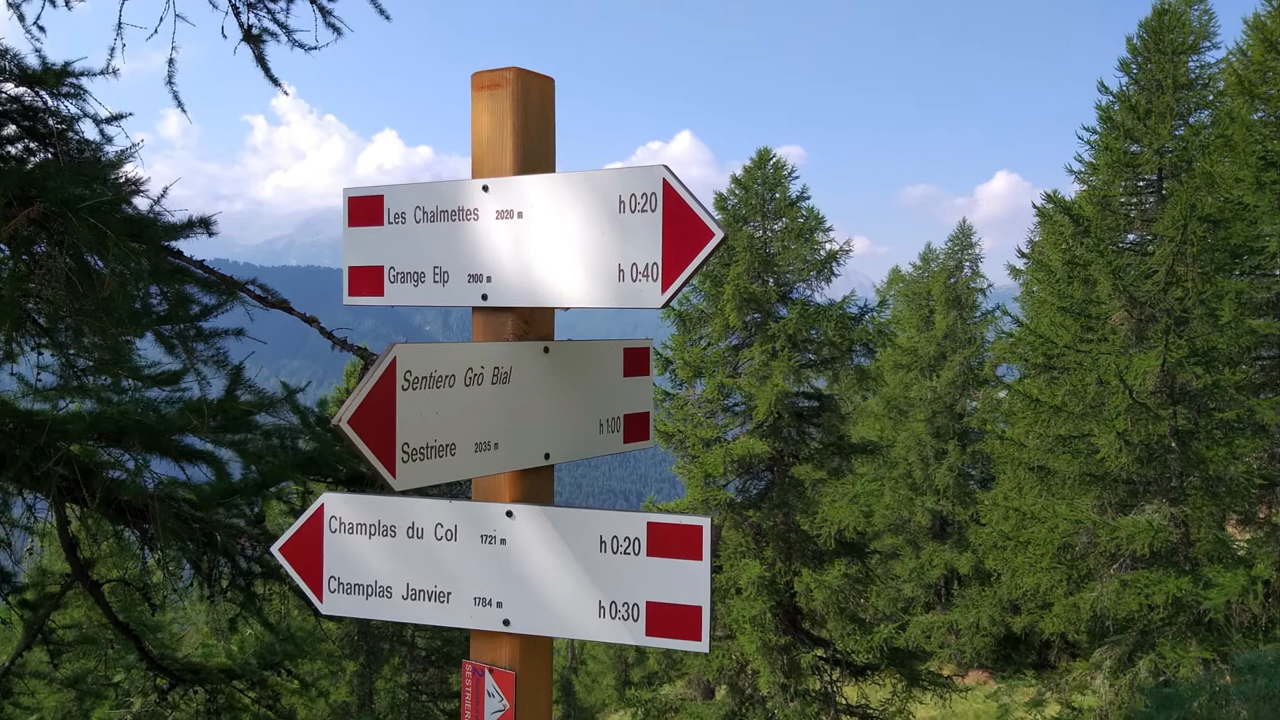 Les Chalmettes 2020 m h 0:20
Grange Elp 2100 m h 0:40
Sentiero Grò Bial
Sestriere 2035 m h 1:00
Champlas du Col 1721 m h 0:20
Champlas Janvier 1784 m h 0:30